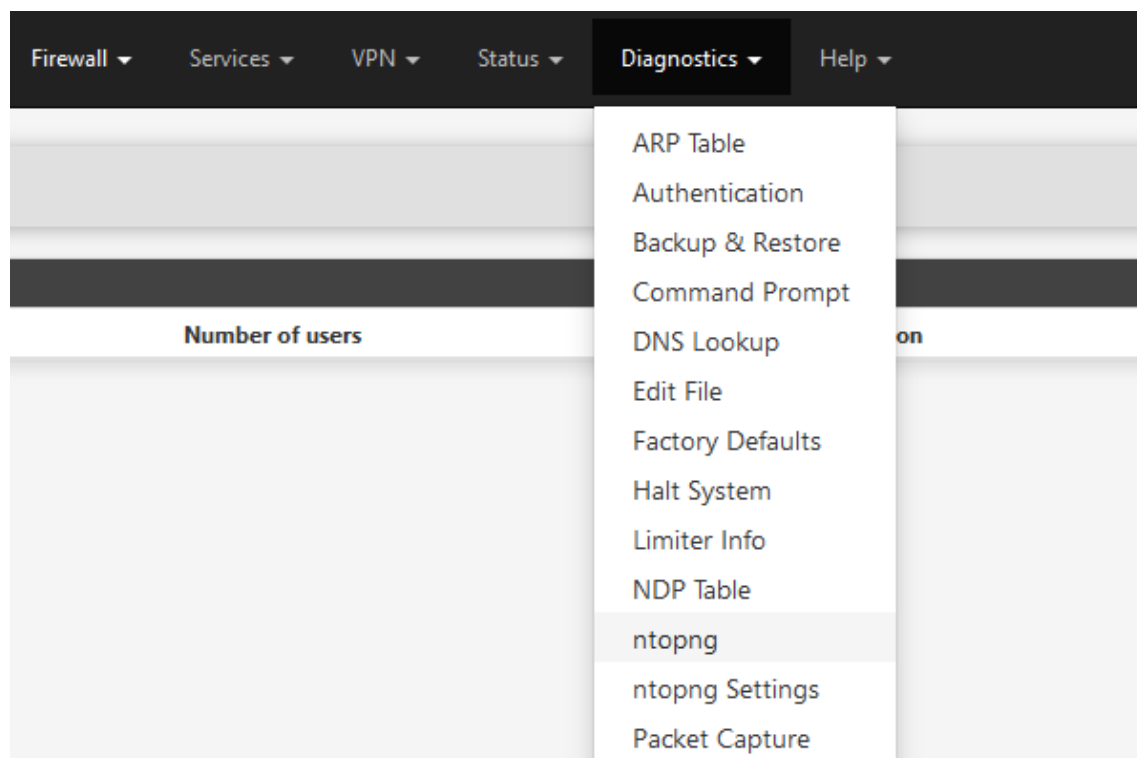 Firewall Services VPN Status Diagnostics Help
ARP Table
Authentication
Backup & Restore
Command Prompt
Number of users
DNS Lookup
on
Edit File
Factory Defaults
Halt System
Limiter Info
NDP Table
ntopng
ntopng Settings
Packet Capture